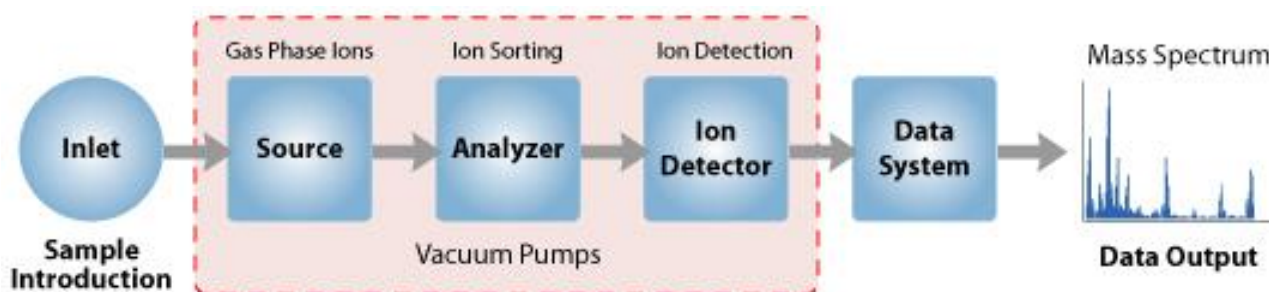 Gas Phase Ions
Ion Sorting
Ion Detection
Mass Spectrum
Inlet
Source
Analyzer
Ion
Detector
Data
System
Sample
Introduction
Vacuum Pumps
Data Output